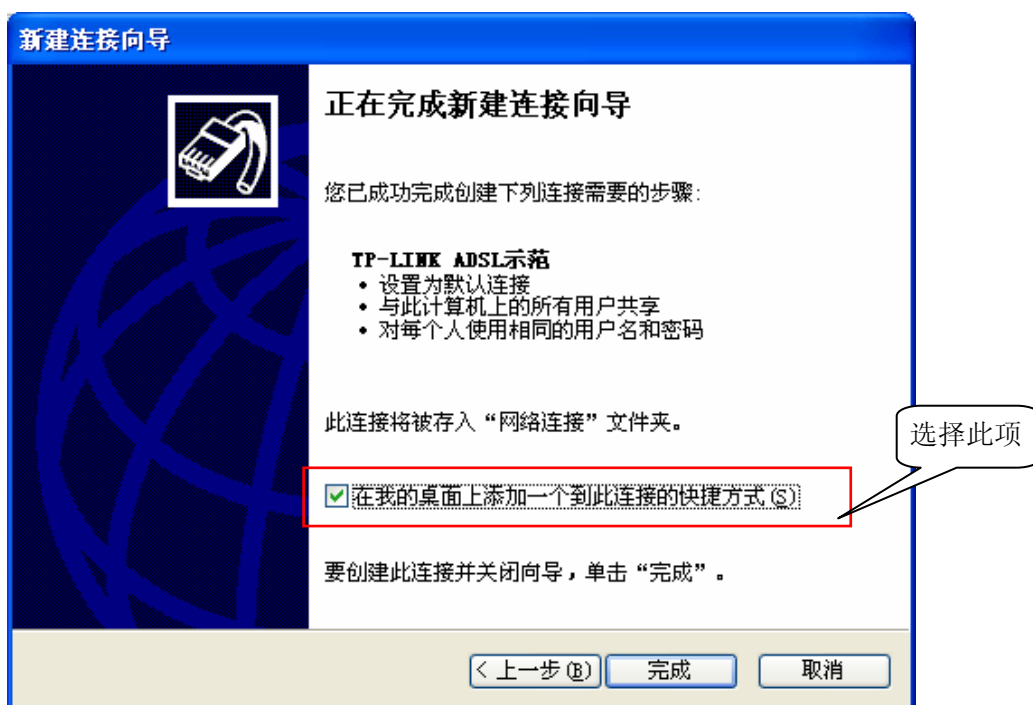 新建连接向导
正在完成新建连接向导
您已成功完成创建下列连接需要的步骤:
TP-LINK ADSL示范
• 设置为默认连接
• 与此计算机上的所有用户共享
• 对每个人使用相同的用户名和密码
此连接将被存入“网络连接”文件夹。
选择此项
在我的桌面上添加一个到此连接的快捷方式(S)
要创建此连接并关闭向导,单击“完成”。
< 上一步(B)
完成
取消